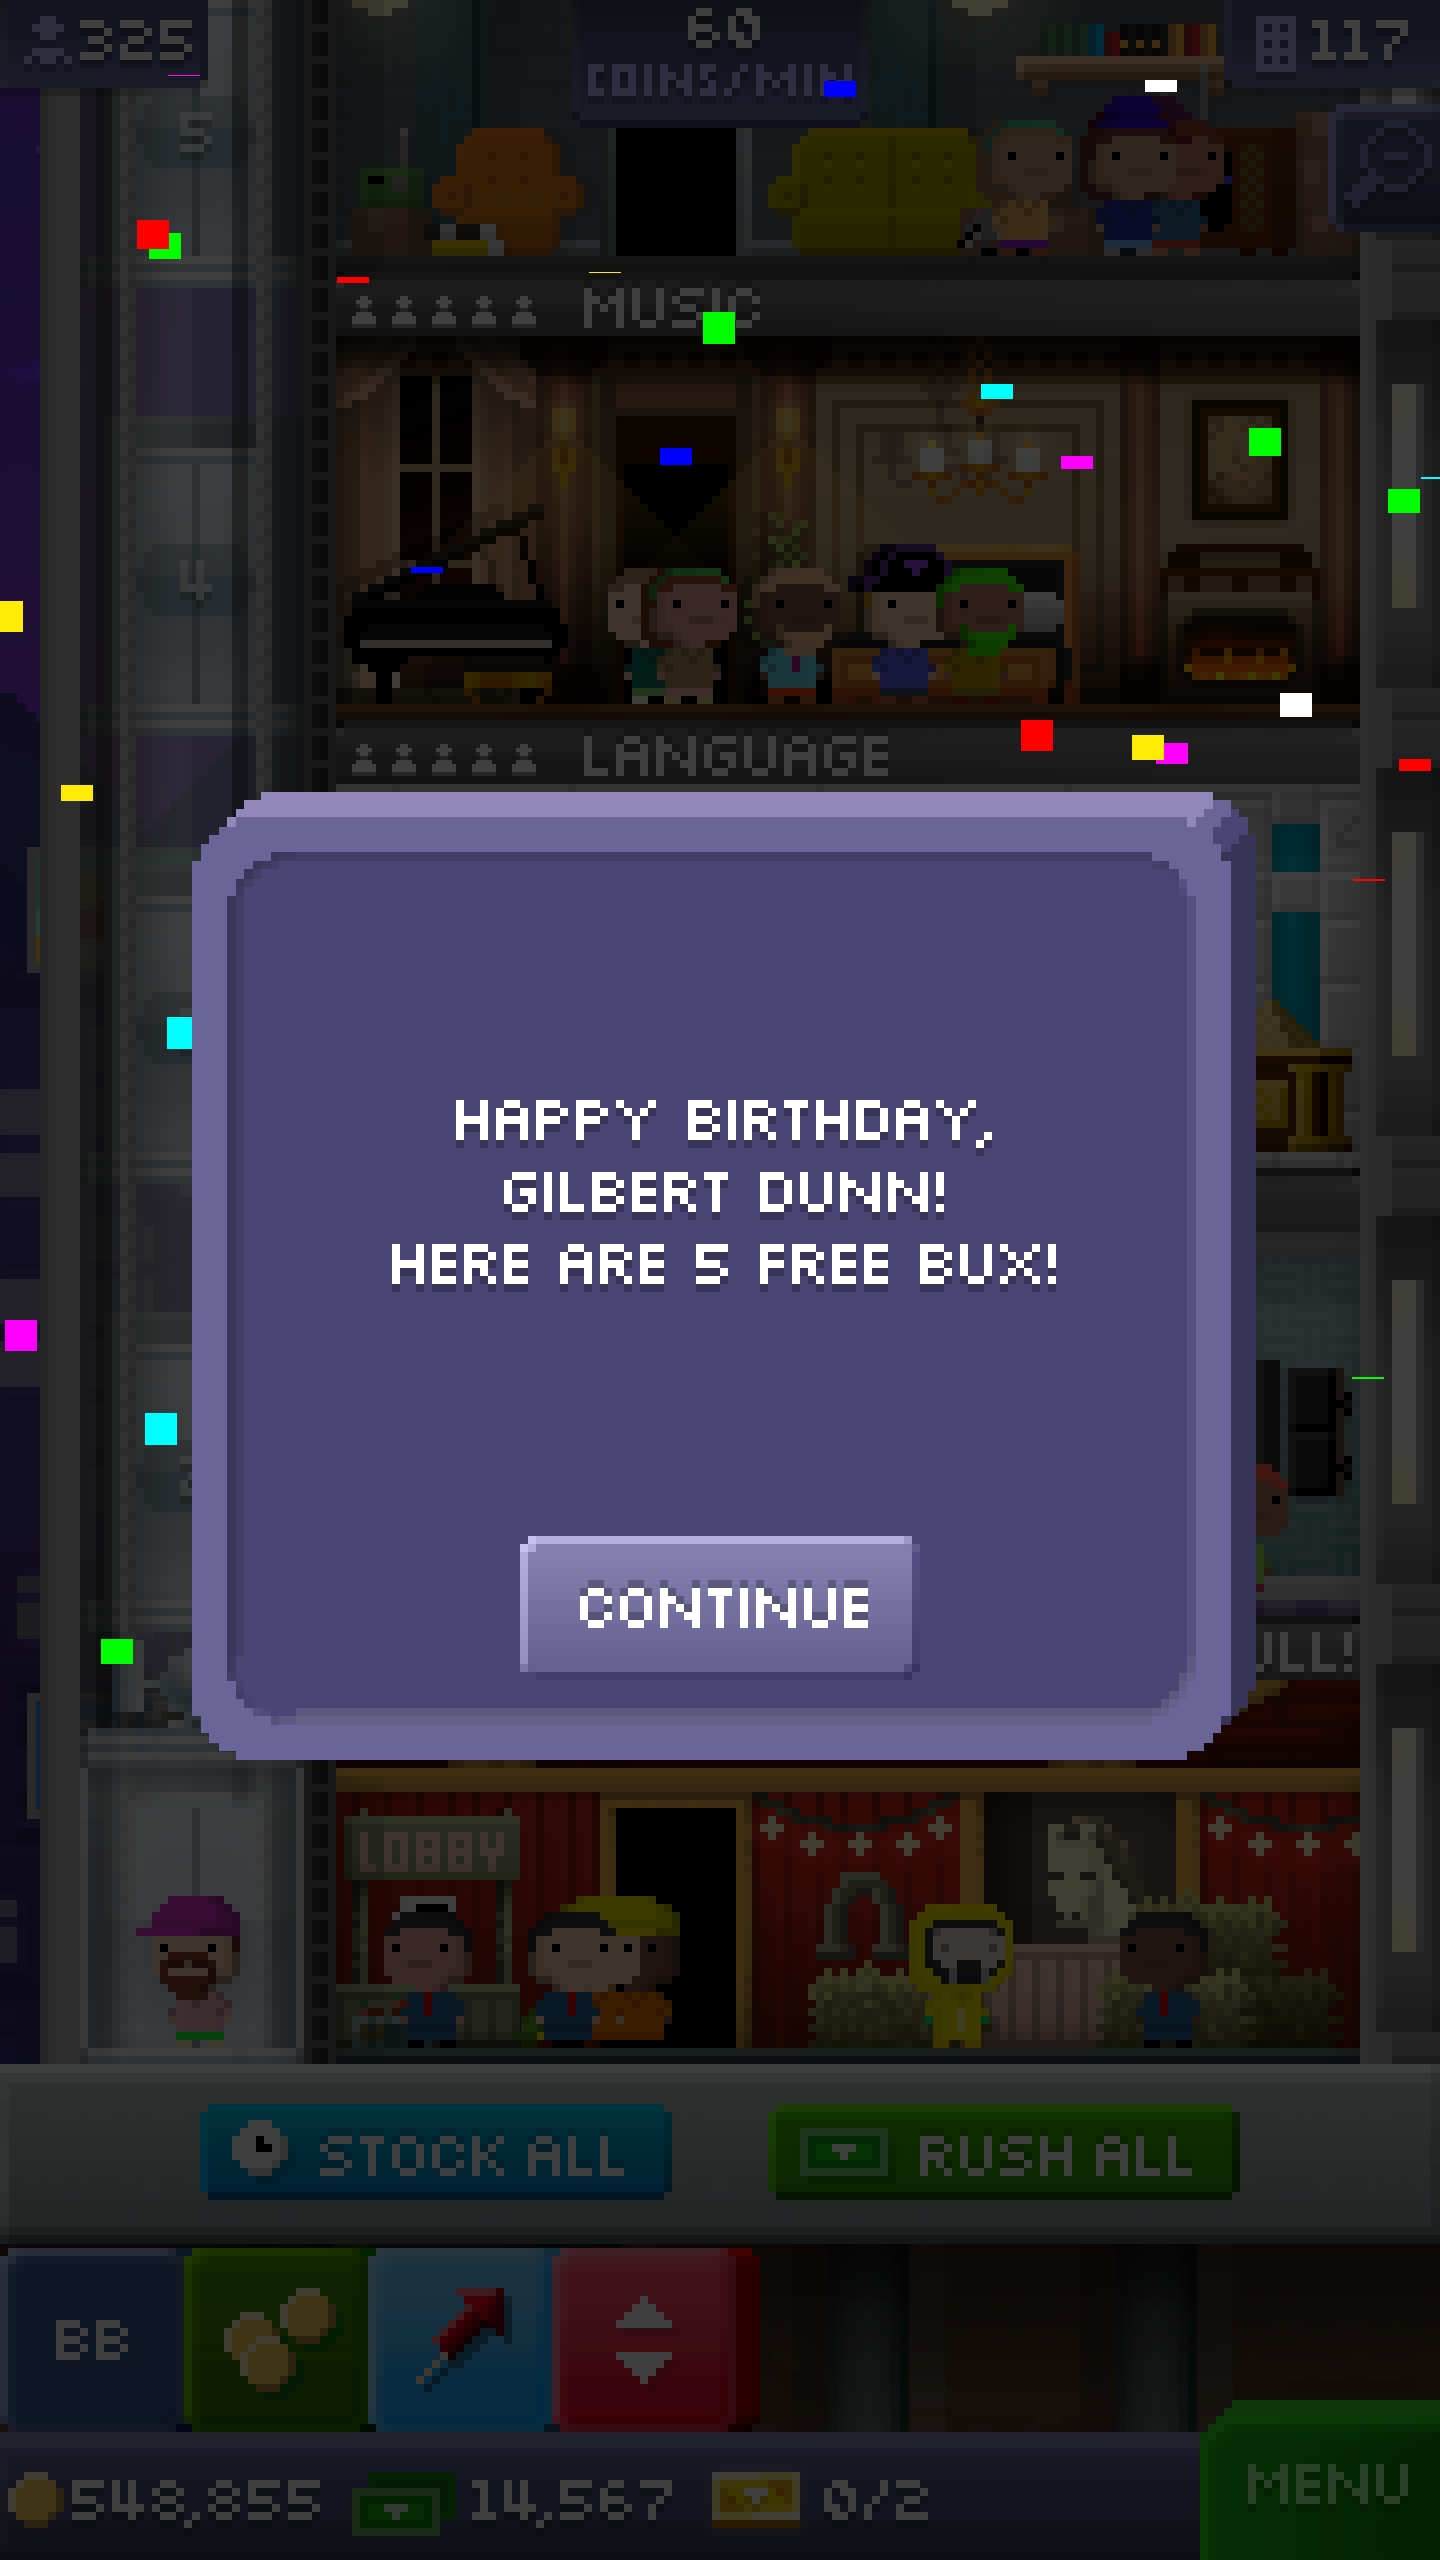 325
60
COINS/MIN
117
5
MUSIC
4
LANGUAGE
HAPPY BIRTHDAY,
GILBERT DUNN!
HERE ARE 5 FREE BUX!
CONTINUE
LOBBY
STOCK ALL
RUSH ALL
BB
548,855
14,567
0/2
MENU